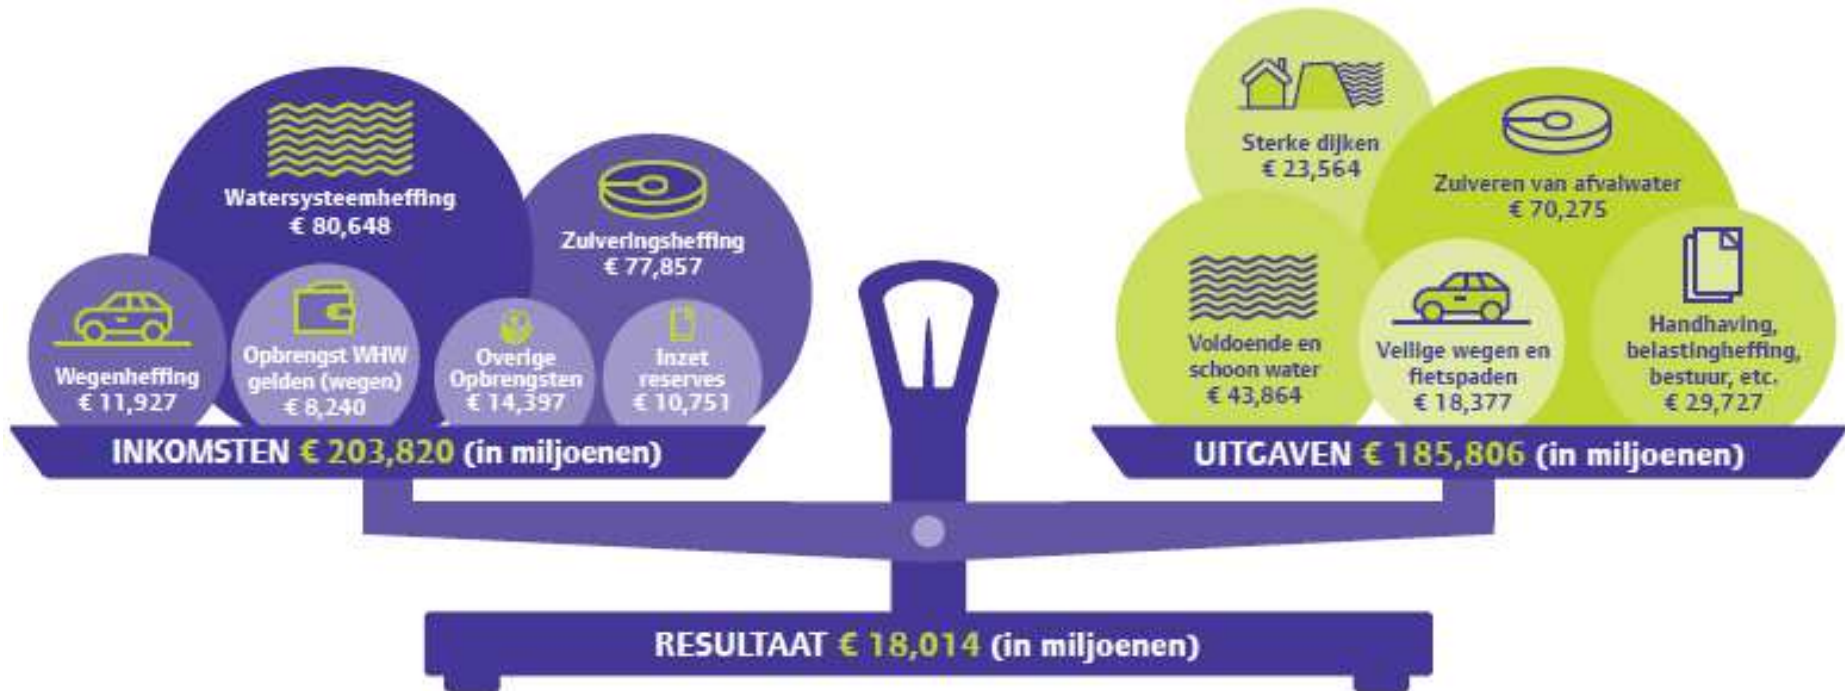 Watersysteemheffing
€ 80,648
Zuiveringsheffing
€ 77,857
Wegenheffing
€ 11,927
Opbrengst WHW
gelden (wegen)
€ 8,240
Overige
Opbrengsten
€ 14,397
Inzet
reserves
€ 10,751
INKOMSTEN € 203,820 (in miljoenen)
Sterke dijken
€ 23,564
Zuiveren van afvalwater
€ 70,275
Voldoende en
schoon water
€ 43,864
Veilige wegen en
fietspaden
€ 18,377
Handhaving,
belastingheffing,
bestuur, etc.
€ 29,727
UITGAVEN € 185,806 (in miljoenen)
RESULTAAT € 18,014 (in miljoenen)